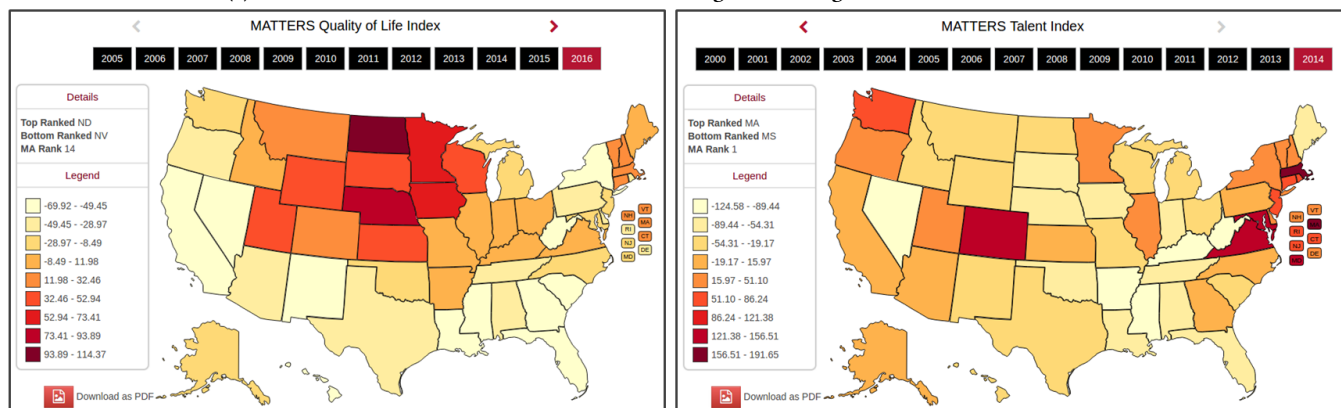 MATTERS Quality of Life Index
2005 2006 2007 2008 2009 2010 2011 2012 2013 2014 2015 2016
Details
Top Ranked ND
Bottom Ranked NV
MA Rank 14
Legend
-69.92 - -49.45
-49.45 - -28.97
-28.97 - -8.49
-8.49 - 11.98
11.98 - 32.46
32.46 - 52.94
52.94 - 73.41
73.41 - 93.89
93.89 - 114.37
VT
NH
MA
RI
CT
NJ
DE
MD
Download as PDF
MATTERS Talent Index
2000 2001 2002 2003 2004 2005 2006 2007 2008 2009 2010 2011 2012 2013 2014
Details
Top Ranked MA
Bottom Ranked MS
MA Rank 1
Legend
-124.58 - -89.44
-89.44 - -54.31
-54.31 - -19.17
-19.17 - 15.97
15.97 - 51.10
51.10 - 86.24
86.24 - 121.38
121.38 - 156.51
156.51 - 191.65
VT
NH
RI
CT
NJ
DE
Download as PDF